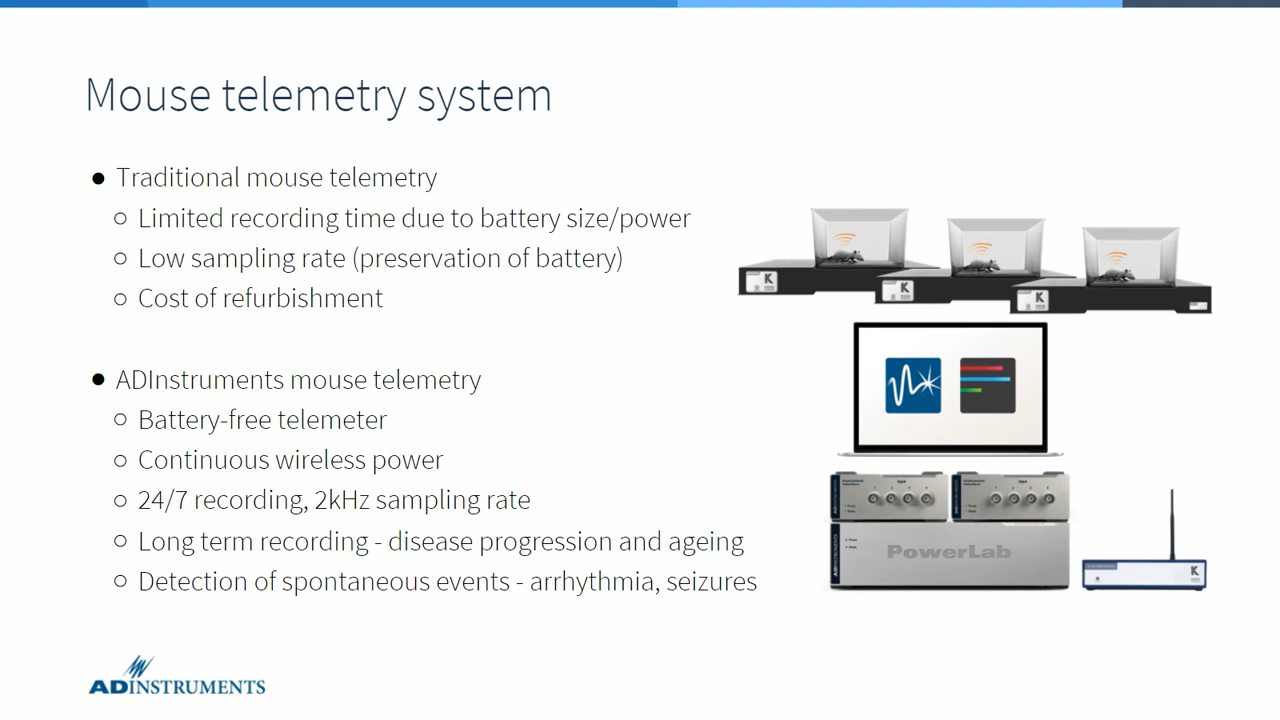 Mouse telemetry system
● Traditional mouse telemetry
○ Limited recording time due to battery size/power
○ Low sampling rate (preservation of battery)
○ Cost of refurbishment
● ADInstruments mouse telemetry
○ Battery-free telemeter
○ Continuous wireless power
○ 24/7 recording, 2kHz sampling rate
○ Long term recording - disease progression and ageing
○ Detection of spontaneous events - arrhythmia, seizures
K
K
K
PowerLab
K
ADINSTRUMENTS